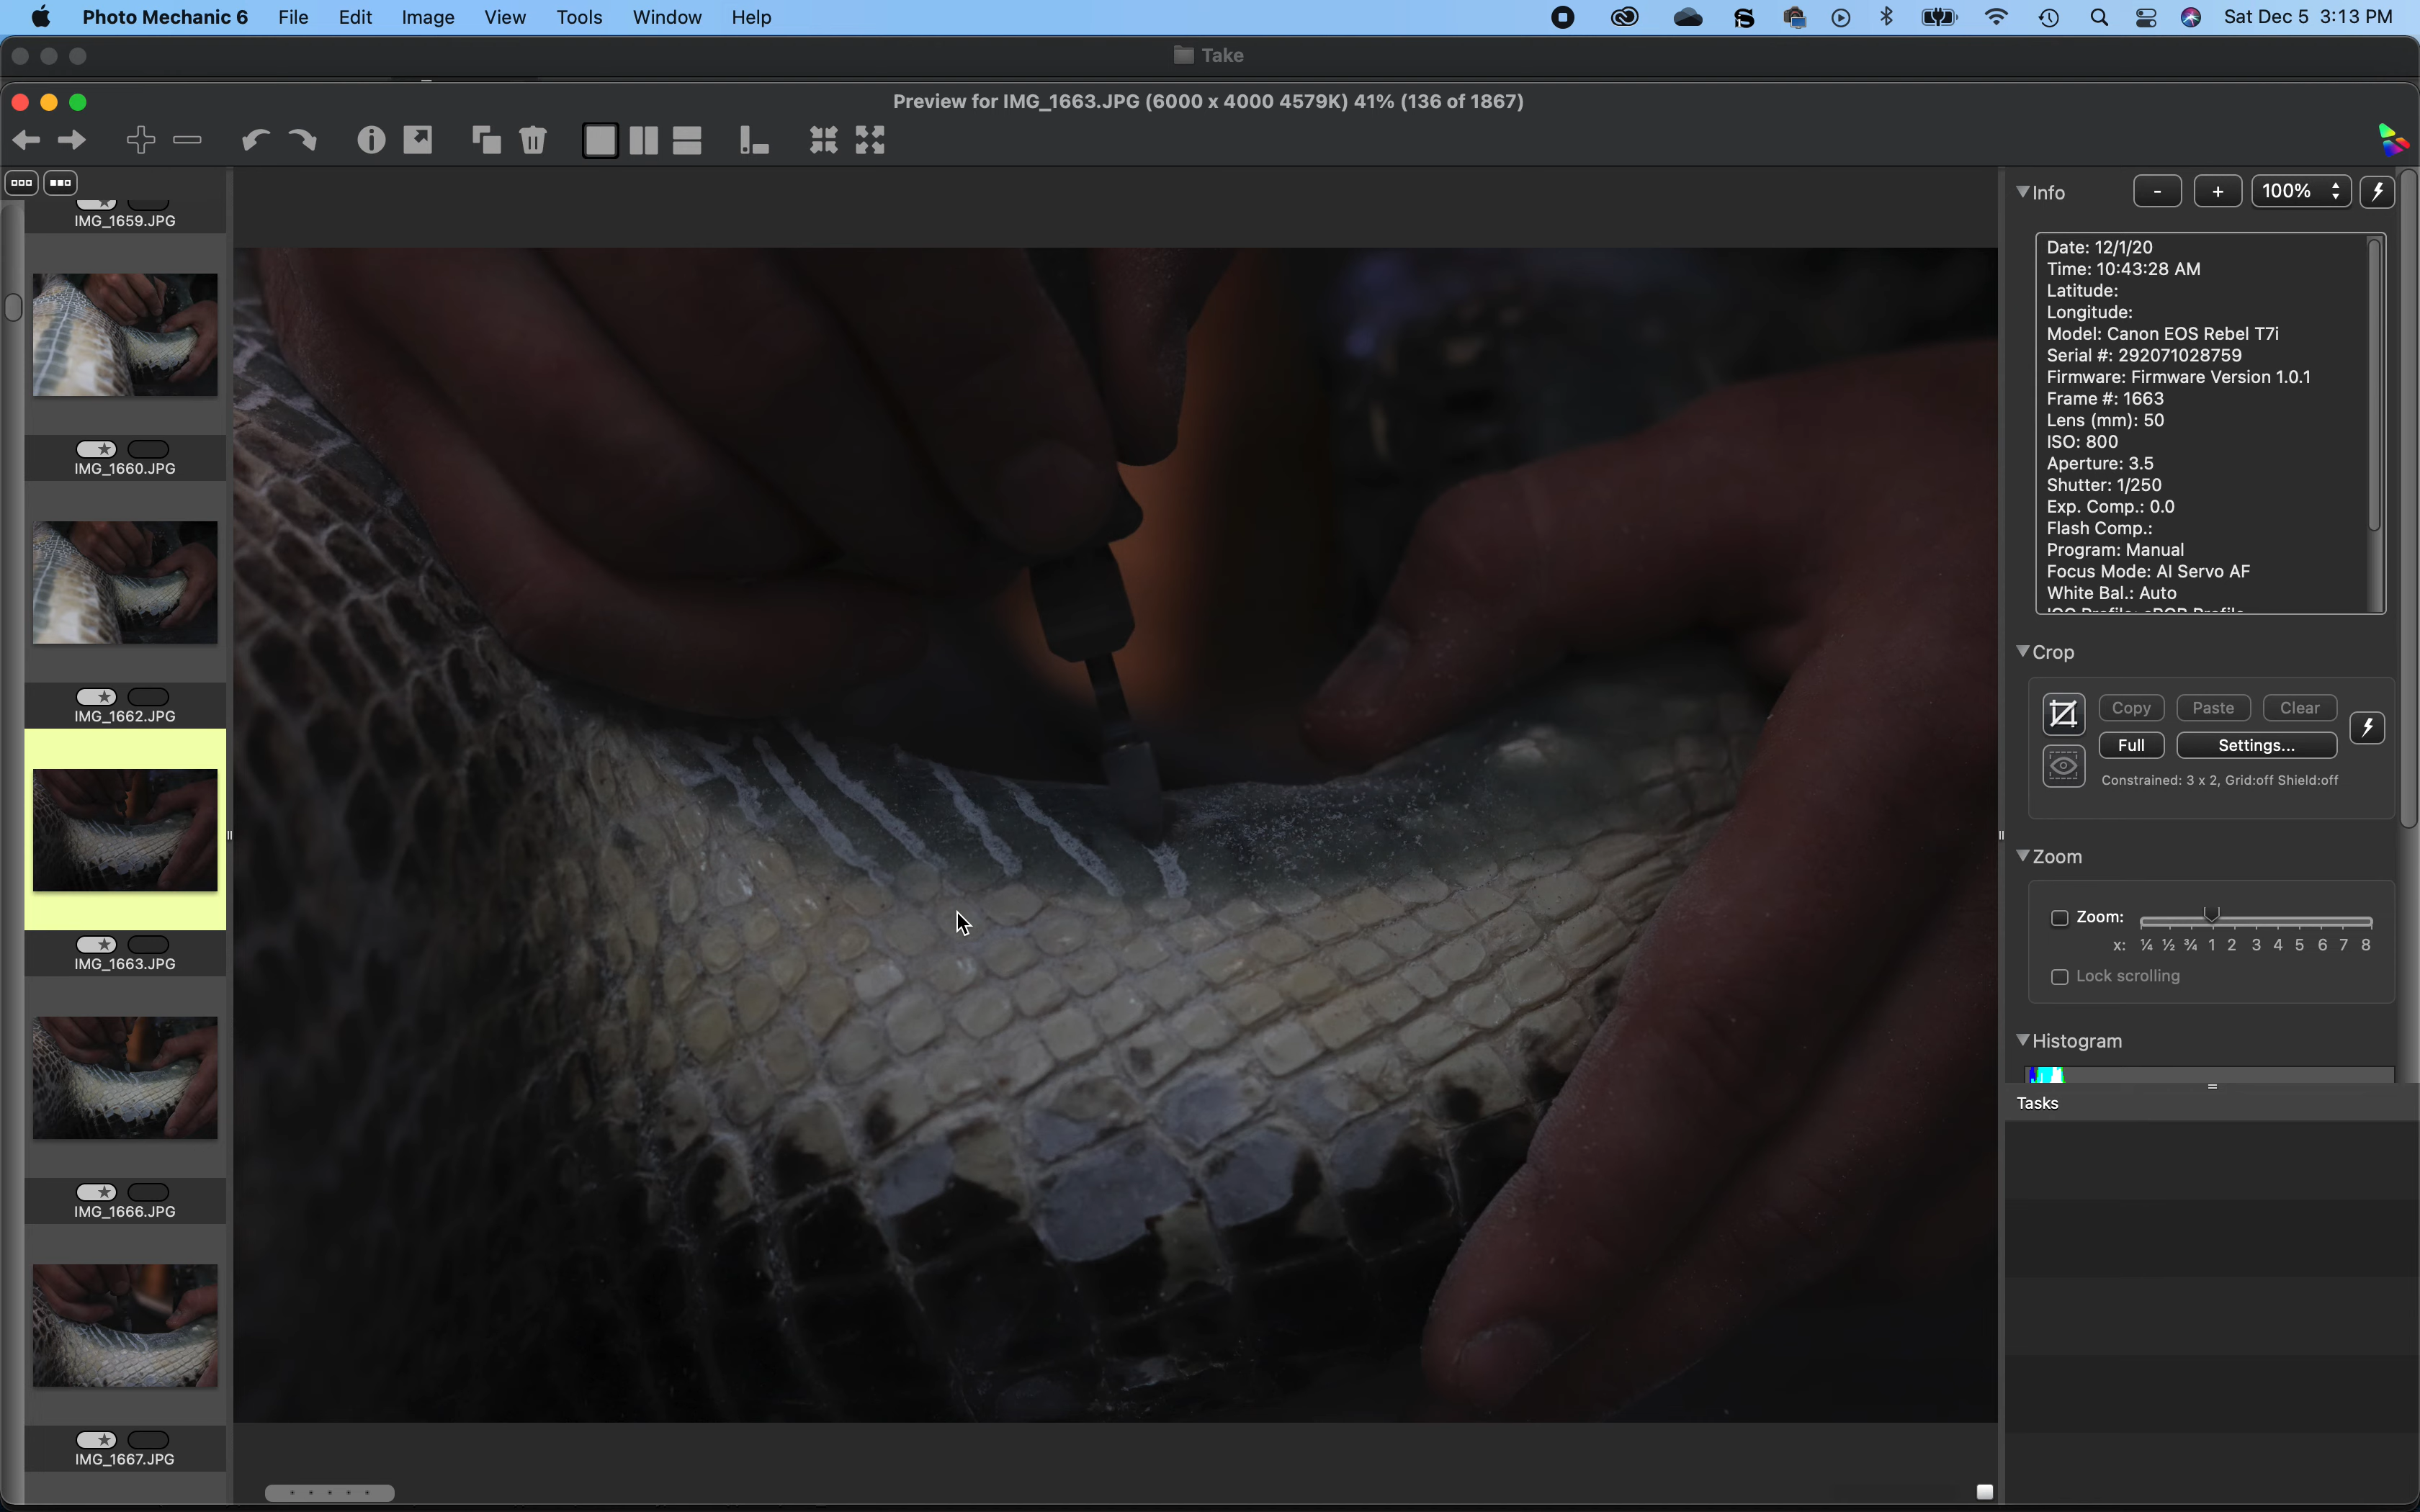 Photo Mechanic 6 File Edit Image View Tools Window Help Sat Dec 5 3:13 PM
Take
Preview for IMG_1663.JPG (6000 x 4000 4579K) 41% (136 of 1867)
IMG_1659.JPG
IMG_1660.JPG
IMG_1662.JPG
IMG_1663.JPG
IMG_1666.JPG
IMG_1667.JPG
Info - + 100%
Date: 12/1/20
Time: 10:43:28 AM
Latitude:
Longitude:
Model: Canon EOS Rebel T7i
Serial #: 292071028759
Firmware: Firmware Version 1.0.1
Frame #: 1663
Lens (mm): 50
ISO: 800
Aperture: 3.5
Shutter: 1/250
Exp. Comp.: 0.0
Flash Comp.:
Program: Manual
Focus Mode: AI Servo AF
White Bal.: Auto
Crop
Copy Paste Clear
Full Settings...
Constrained: 3 x 2, Grid:off Shield:off
Zoom
Zoom:
x: ¼ ½ ¾ 1 2 3 4 5 6 7 8
Lock scrolling
Histogram
Tasks